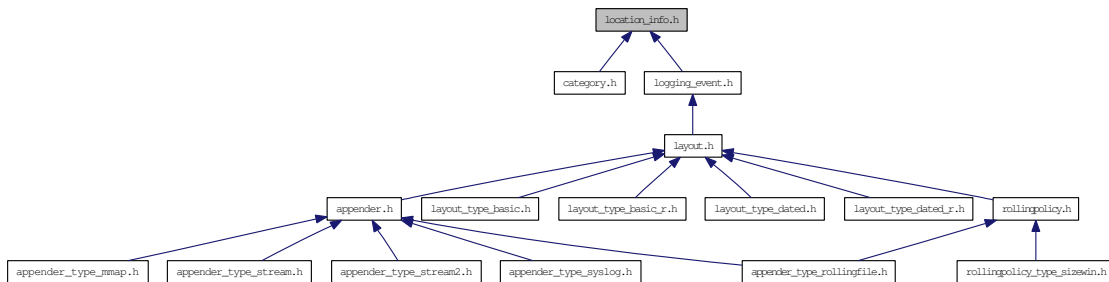 location_info.h
category.h
logging_event.h
layout.h
appender.h
layout_type_basic.h
layout_type_basic_r.h
layout_type_dated.h
layout_type_dated_r.h
rollingpolicy.h
appender_type_mmap.h
appender_type_stream.h
appender_type_stream2.h
appender_type_syslog.h
appender_type_rollingfile.h
rollingpolicy_type_sizewin.h